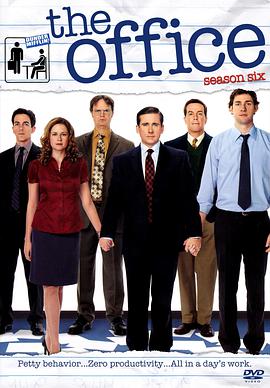 the
office
DUNDER
MIFFLIN
season six
Petty behavior...Zero productivity...All in a day's work.
DVD
VIDEO